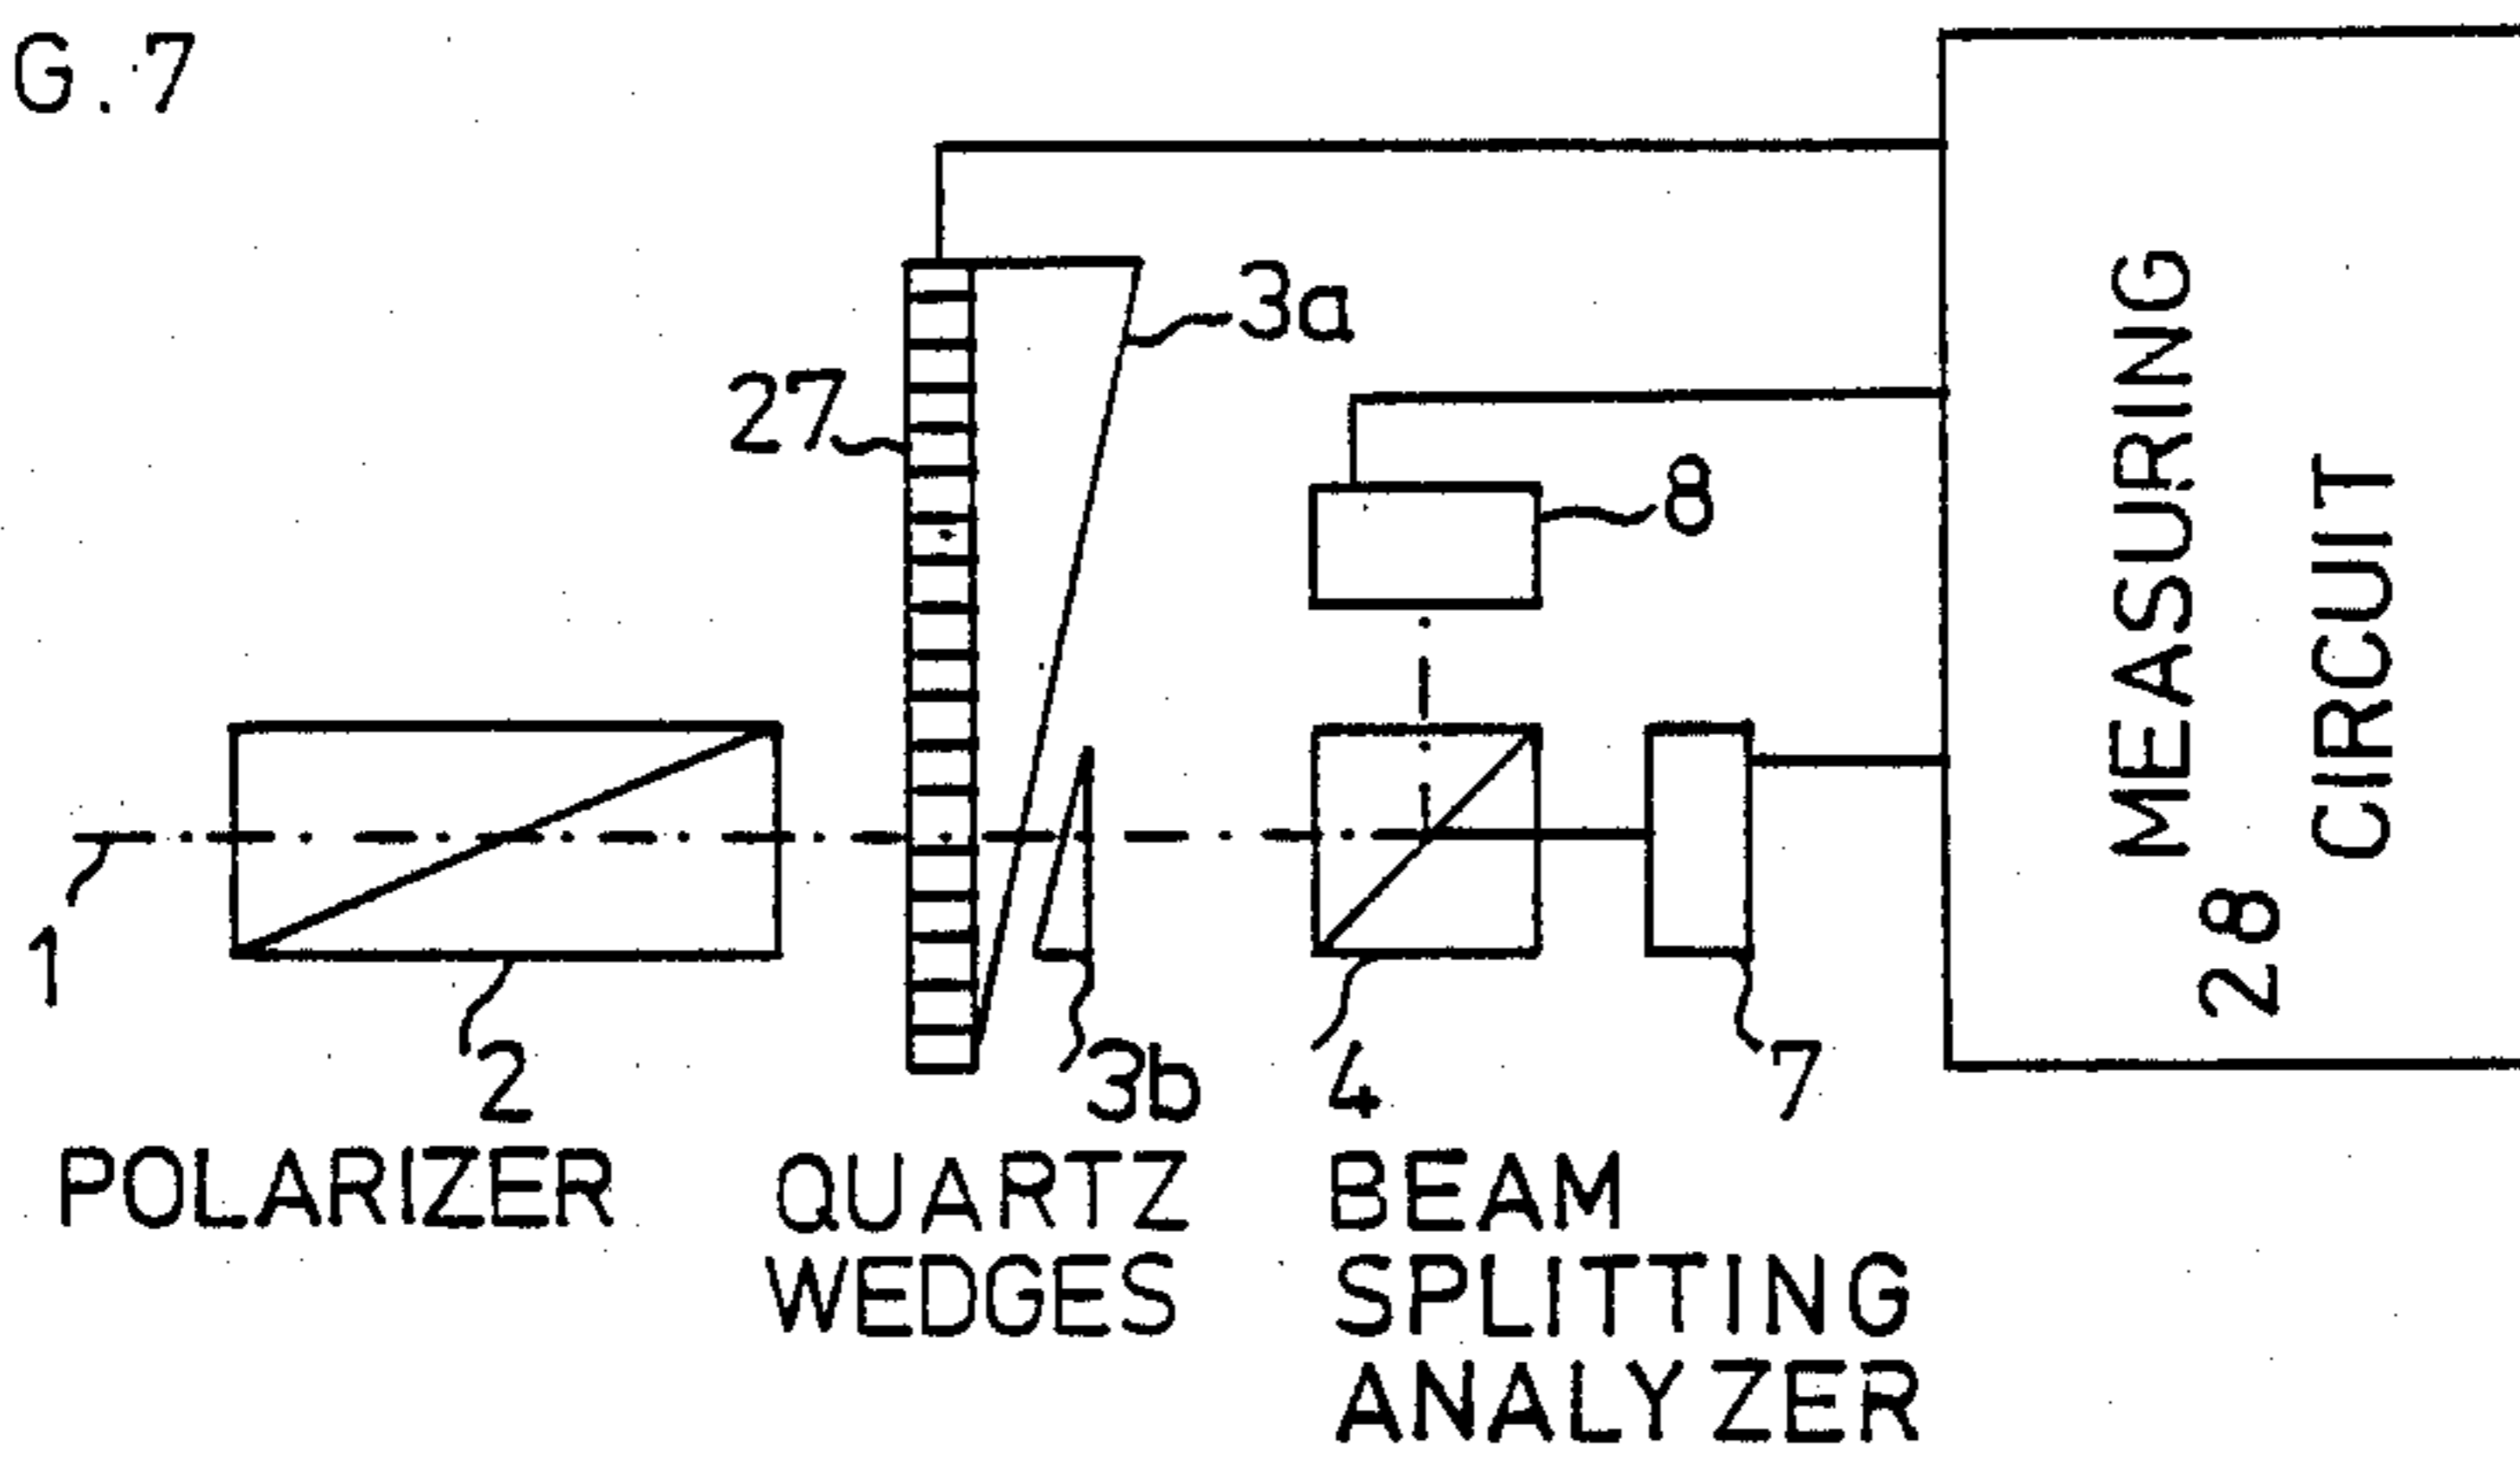 G.7
3a
27
8
MEASURING
CIRCUIT
28
1
2
3b
4
7
POLARIZER
QUARTZ
WEDGES
BEAM
SPLITTING
ANALYZER